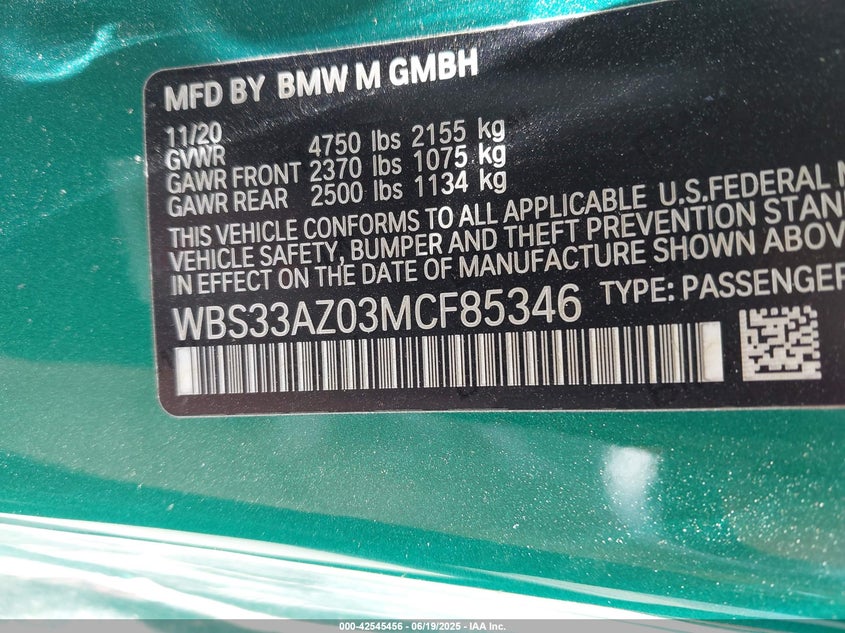 MFD BY BMW M GMBH
11/20
GVWR 4750 lbs 2155 kg
GAWR FRONT 2370 lbs 1075 kg
GAWR REAR 2500 lbs 1134 kg
THIS VEHICLE CONFORMS TO ALL APPLICABLE U.S.FEDERAL M
VEHICLE SAFETY, BUMPER AND THEFT PREVENTION STAN
IN EFFECT ON THE DATE OF MANUFACTURE SHOWN ABOV
WBS33AZ03MCF85346 TYPE: PASSENGER
000-42545456 - 06/19/2025 - IAA Inc.